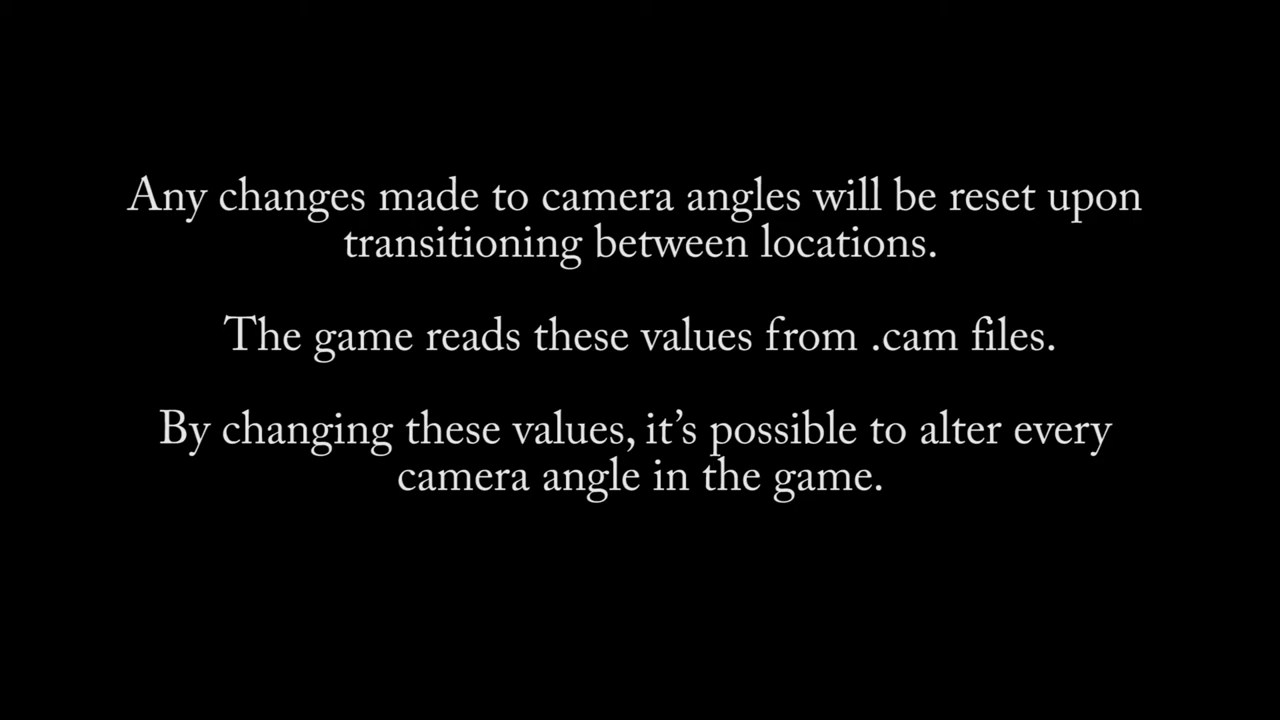 Any changes made to camera angles will be reset upon
transitioning between locations.
The game reads these values from .cam files.
By changing these values, it’s possible to alter every
camera angle in the game.